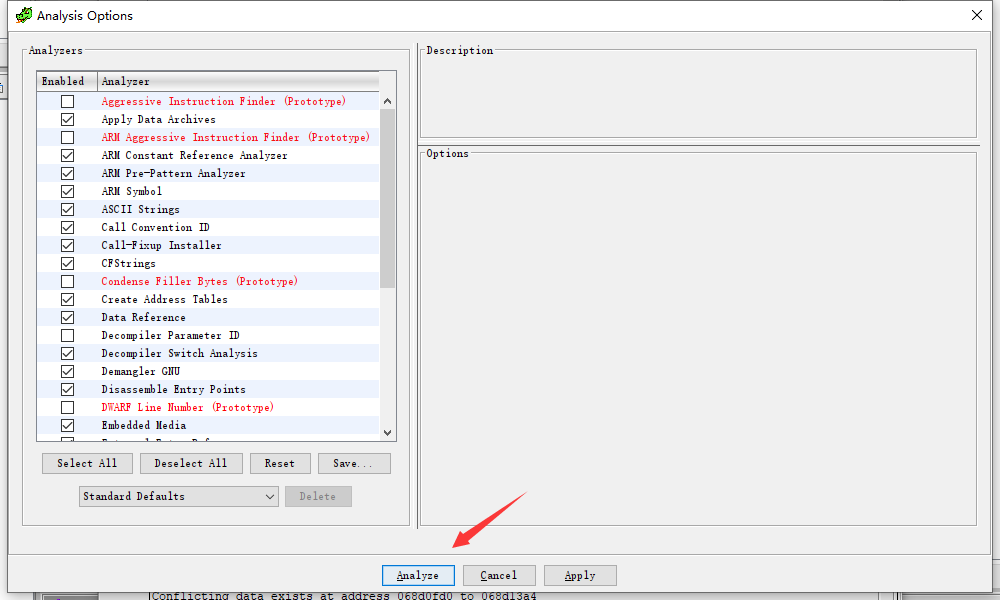 Analysis Options
Analyzers
Enabled Analyzer
Aggressive Instruction Finder (Prototype)
Apply Data Archives
ARM Aggressive Instruction Finder (Prototype)
ARM Constant Reference Analyzer
ARM Pre-Pattern Analyzer
ARM Symbol
ASCII Strings
Call Convention ID
Call-Fixup Installer
CFStrings
Condense Filler Bytes (Prototype)
Create Address Tables
Data Reference
Decompiler Parameter ID
Decompiler Switch Analysis
Demangler GNU
Disassemble Entry Points
DWARF Line Number (Prototype)
Embedded Media
Select All Deselect All Reset Save...
Standard Defaults Delete
Description
Options
Analyze Cancel Apply
Conflicting data exists at address 068d0fd0 to 068d13a4